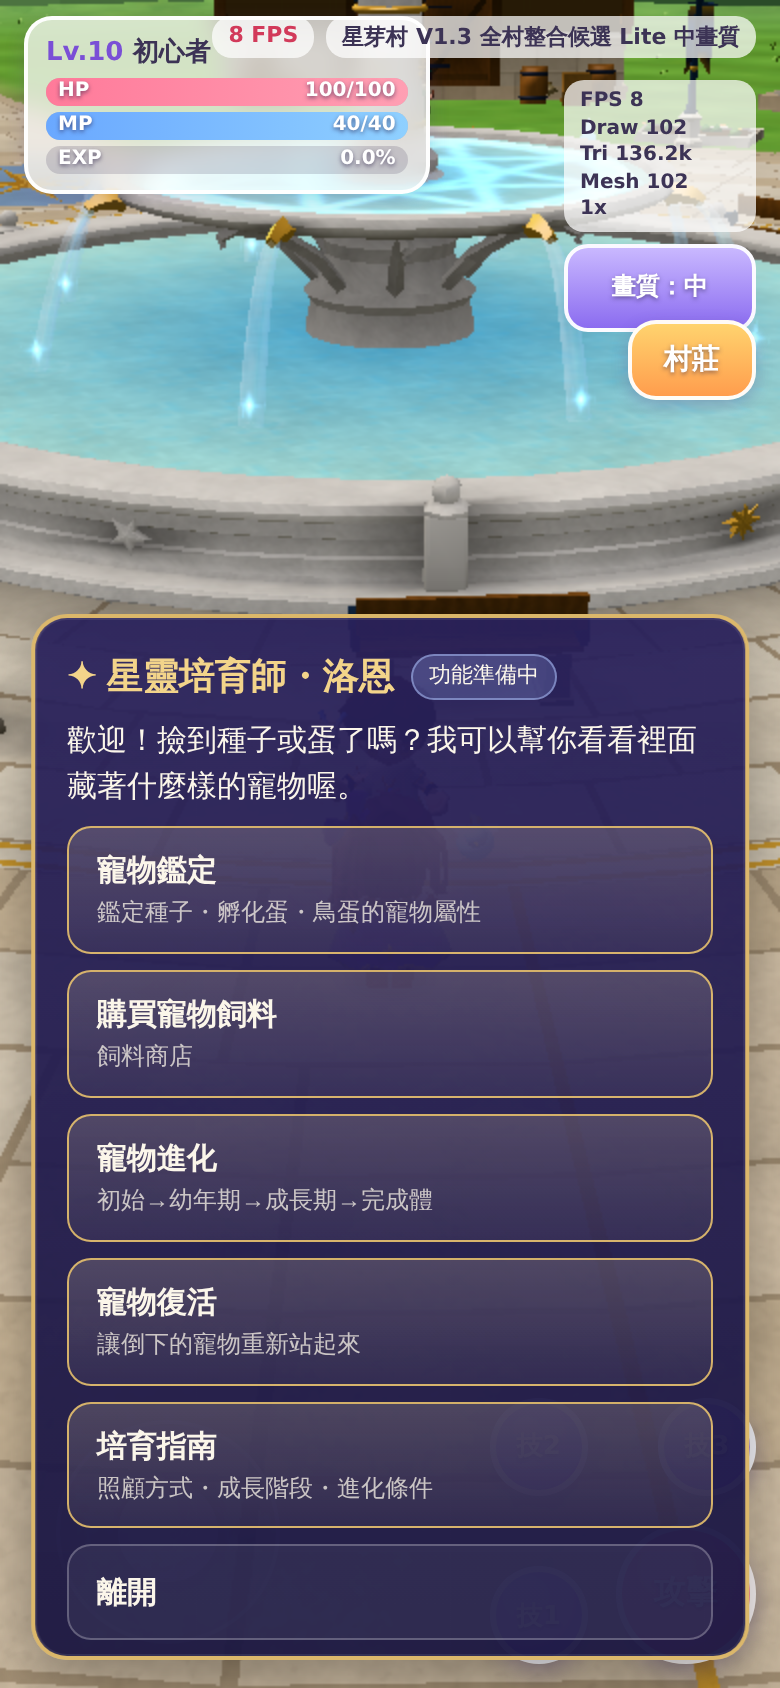 Lv.10 初心者
8 FPS
星芽村 V1.3 全村整合候選 Lite 中畫質
HP 100/100
MP 40/40
EXP 0.0%
FPS 8
Draw 102
Tri 136.2k
Mesh 102
1x
畫質：中
村莊
✦ 星靈培育師・洛恩 功能準備中
歡迎！撿到種子或蛋了嗎？我可以幫你看看裡面
藏著什麼樣的寵物喔。
寵物鑑定
鑑定種子・孵化蛋・鳥蛋的寵物屬性
購買寵物飼料
飼料商店
寵物進化
初始→幼年期→成長期→完成體
寵物復活
讓倒下的寵物重新站起來
培育指南
照顧方式・成長階段・進化條件
技2
技3
離開
技1
攻擊